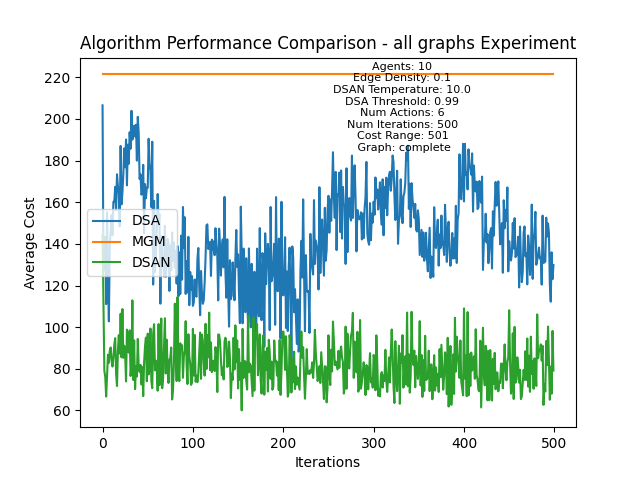 Algorithm Performance Comparison - all graphs Experiment
Agents: 10
Edge Density: 0.1
DSAN Temperature: 10.0
DSA Threshold: 0.99
Num Actions: 6
Num Iterations: 500
Cost Range: 501
Graph: complete
220
200
180
160
140
120
100
80
60
Average Cost
DSA
MGM
DSAN
0
100
200
300
400
500
Iterations